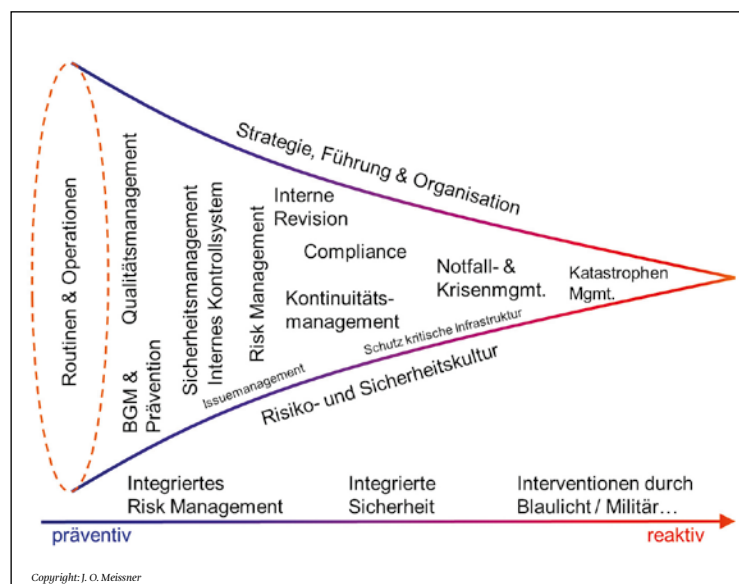 Strategie, Führung & Organisation
Routinen & Operationen
Qualitätsmanagement
BGM &
Prävention
Sicherheitsmanagement
Internes Kontrollsystem
Risk Management
Interne
Revision
Compliance
Kontinuitäts-
management
Notfall- &
Krisenmgmt.
Katastrophen
Mgmt.
Issuemanagement
Schutz kritische Infrastruktur
Risiko- und Sicherheitskultur
Integriertes
Risk Management
Integrierte
Sicherheit
Interventionen durch
Blaulicht / Militär...
präventiv
reaktiv
Copyright: J. O. Meissner